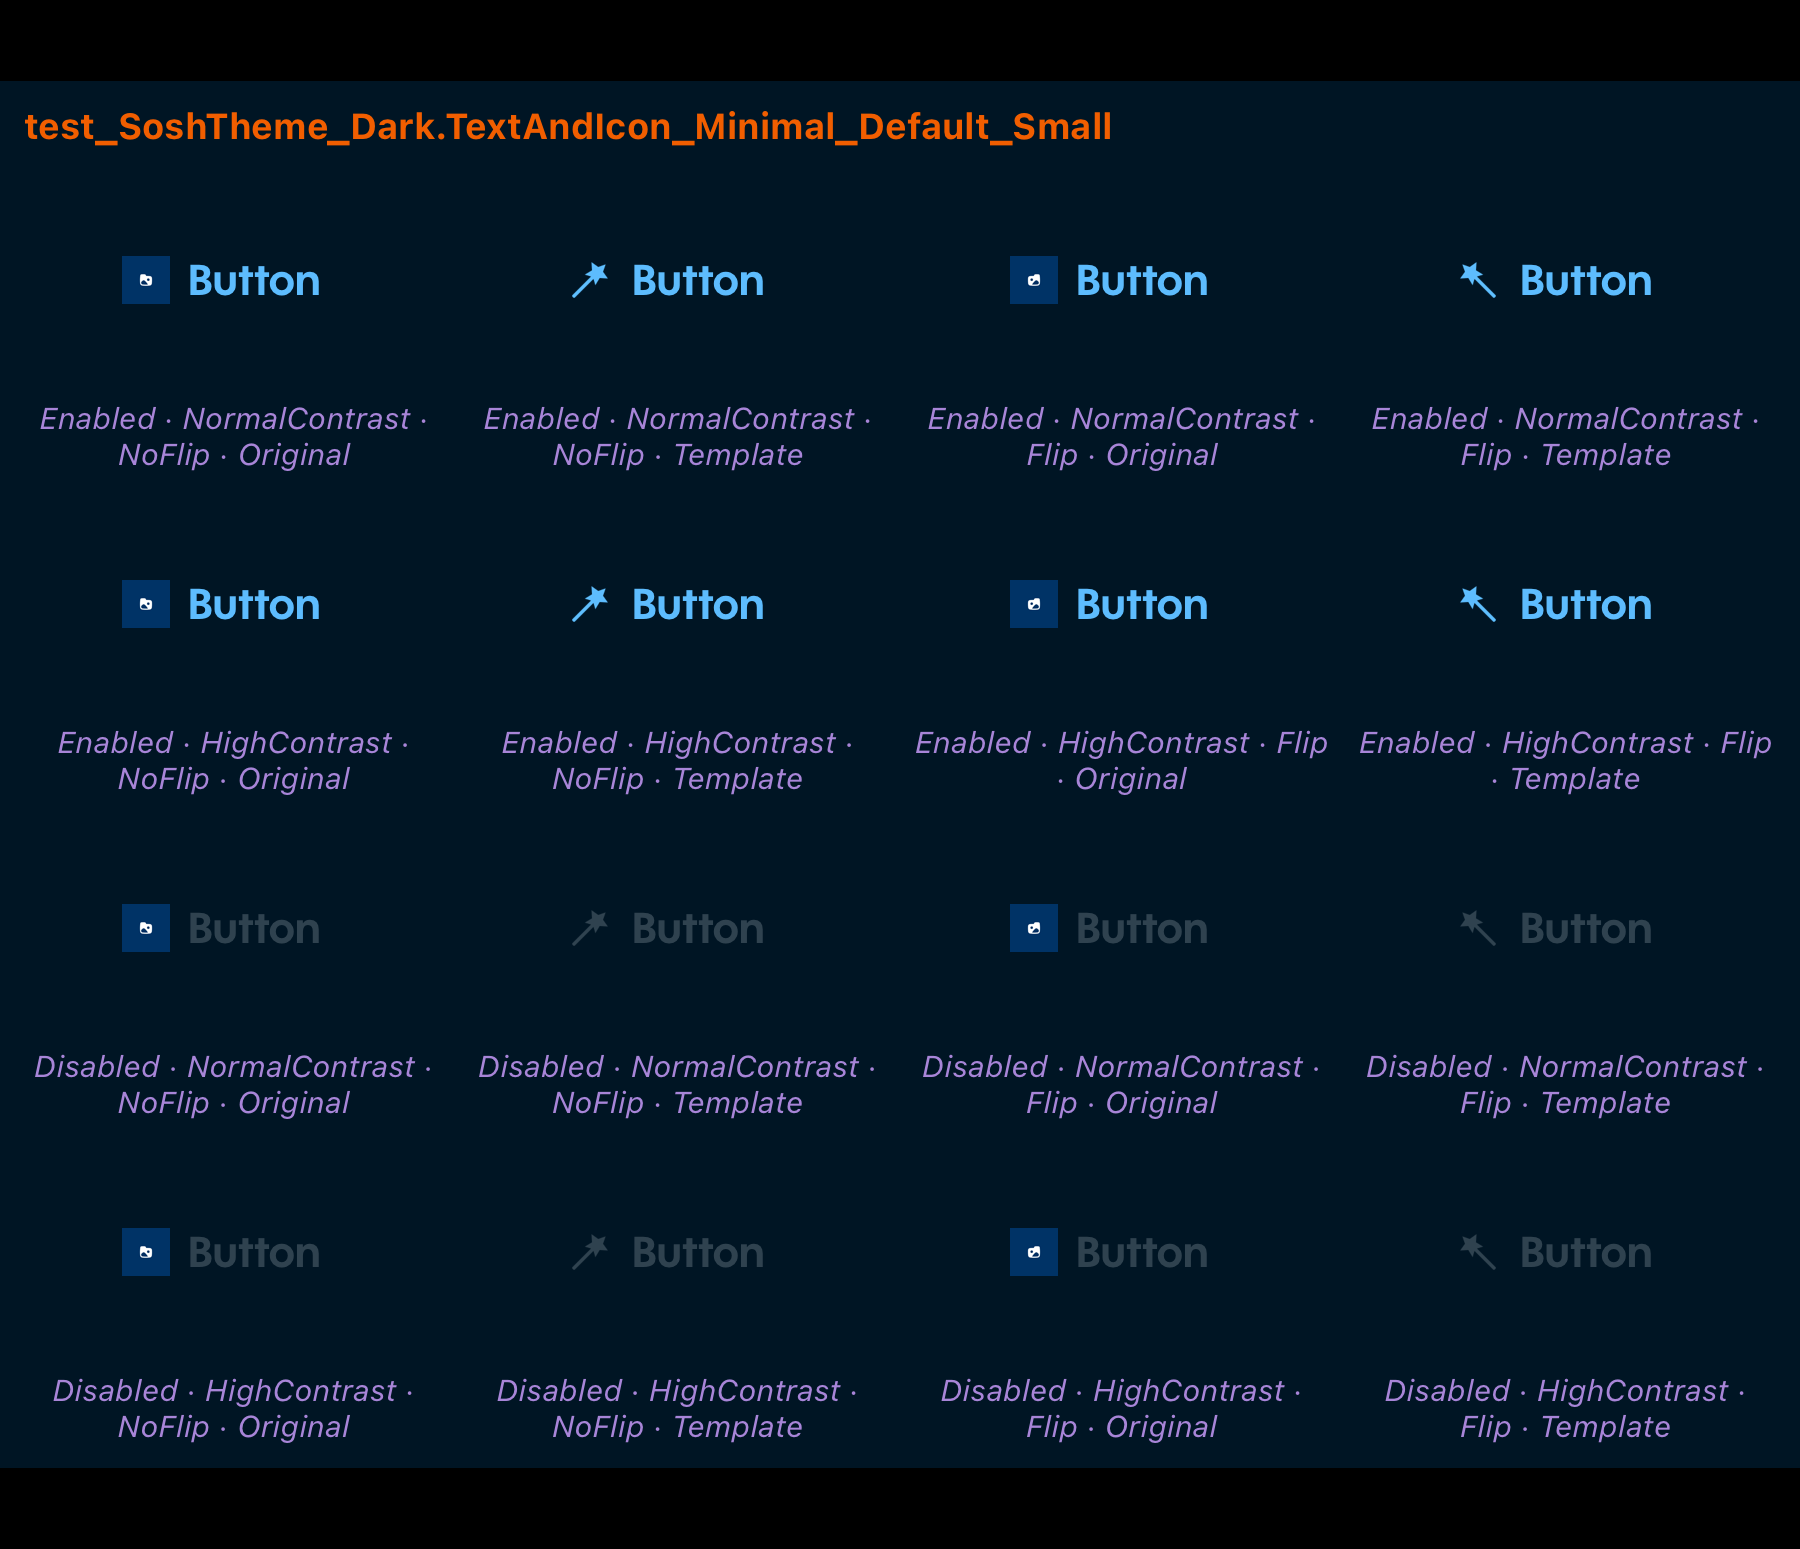 test_SoshTheme_Dark.TextAndIcon_Minimal_Default_Small
Button Button Button Button
Enabled · NormalContrast · Enabled · NormalContrast · Enabled · NormalContrast · Enabled · NormalContrast ·
NoFlip · Original NoFlip · Template Flip · Original Flip · Template
Button Button Button Button
Enabled · HighContrast · Enabled · HighContrast · Enabled · HighContrast · Flip Enabled · HighContrast · Flip
NoFlip · Original NoFlip · Template · Original · Template
Button Button Button Button
Disabled · NormalContrast · Disabled · NormalContrast · Disabled · NormalContrast · Disabled · NormalContrast ·
NoFlip · Original NoFlip · Template Flip · Original Flip · Template
Button Button Button Button
Disabled · HighContrast · Disabled · HighContrast · Disabled · HighContrast · Disabled · HighContrast ·
NoFlip · Original NoFlip · Template Flip · Original Flip · Template